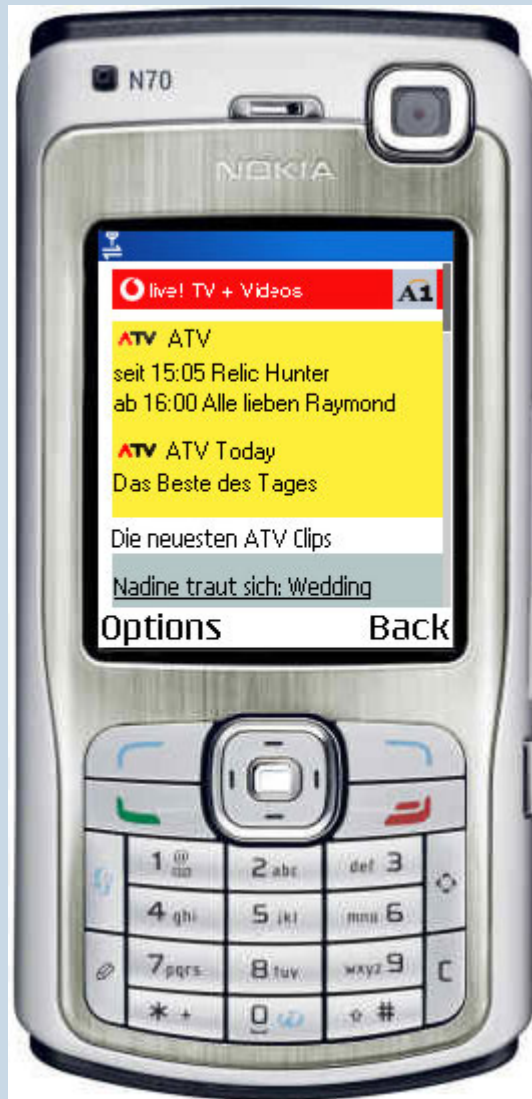 N70
NOKIA
live! TV + Videos A1
ATV ATV
seit 15:05 Relic Hunter
ab 16:00 Alle lieben Raymond
ATV ATV Today
Das Beste des Tages
Die neuesten ATV Clips
Nadine traut sich: Wedding
Options Back
1 2 abc def 3
4 ghi 5 jkl mno 6
7 pqrs 8 tuv wxyz 9 C
* + 0 #